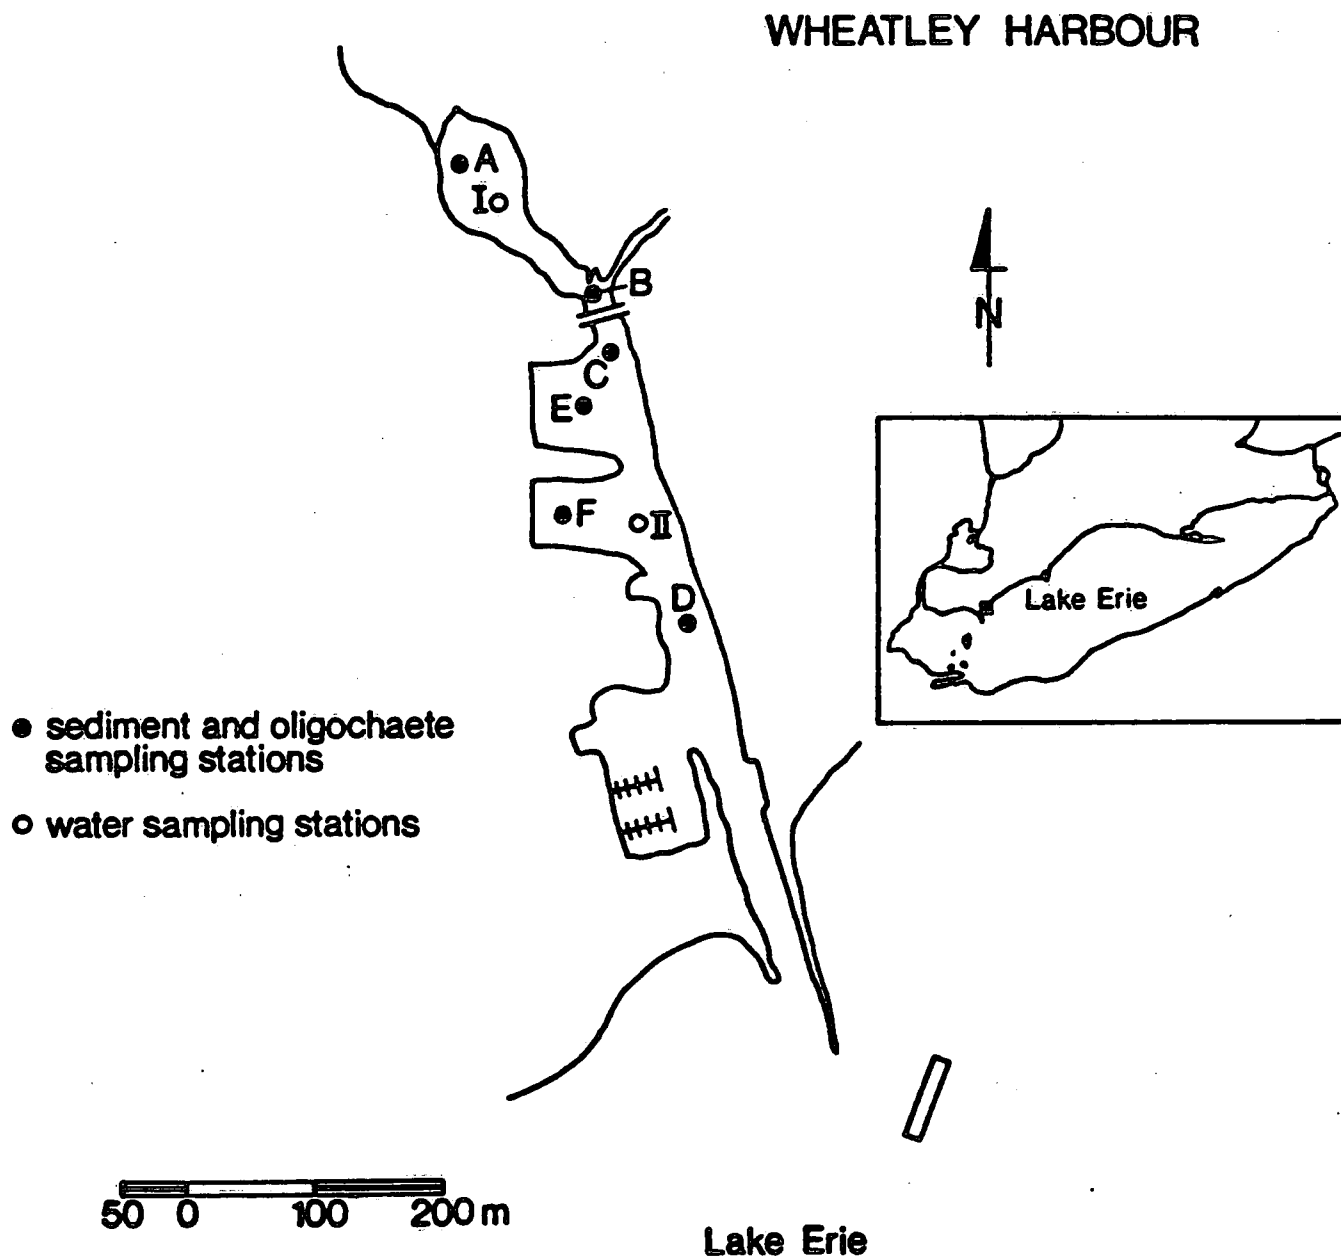 WHEATLEY HARBOUR
A
I
B
C
E
F
II
D
N
Lake Erie
sediment and oligochaete
sampling stations
water sampling stations
50 0 100 200 m
Lake Erie